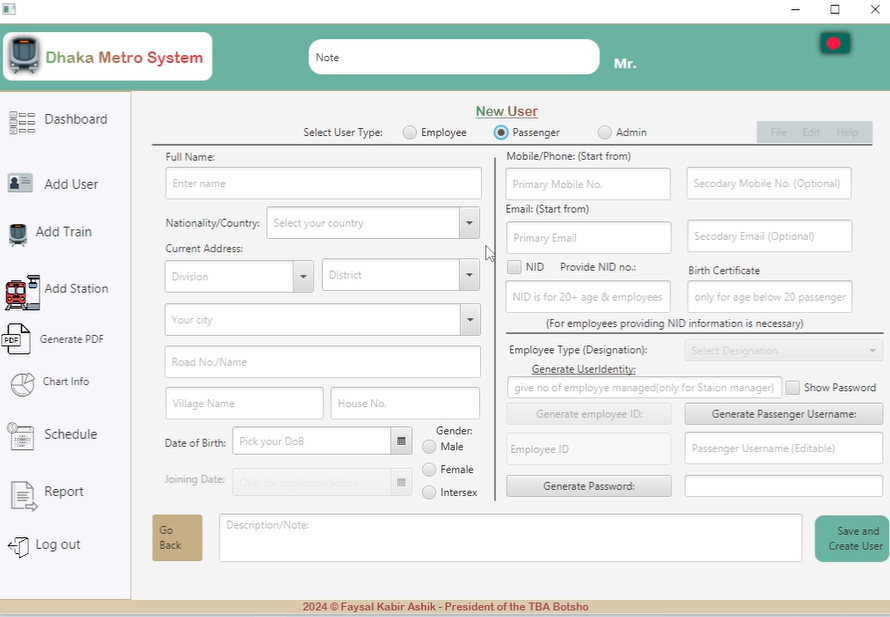 Dhaka Metro System
Note
Mr.
Dashboard
Add User
Add Train
Add Station
PDF
Generate PDF
Chart Info
Schedule
Report
Log out
New User
Select User Type:
Employee
Passenger
Admin
File Edit Help
Full Name:
Enter name
Nationality/Country:
Select your country
Current Address:
Division
District
Your city
Road No./Name
Village Name
House No.
Date of Birth:
Pick your DoB
Joining Date:
Only for employee,admin
Gender:
Male
Female
Intersex
Mobile/Phone: (Start from)
Primary Mobile No.
Secodary Mobile No. (Optional)
Email: (Start from)
Primary Email
Secodary Email (Optional)
NID
Provide NID no.:
Birth Certificate
NID is for 20+ age & employees
only for age below 20 passenger
(For employees providing NID information is necessary)
Employee Type (Designation):
Select Designation
Generate UserIdentity:
give no of employye managed(only for Staion manager)
Show Password
Generate employee ID:
Generate Passenger Username:
Employee ID
Passenger Username (Editable)
Generate Password:
Go
Back
Description/Note:
Save and
Create User
2024 © Faysal Kabir Ashik - President of the TBA Botsho